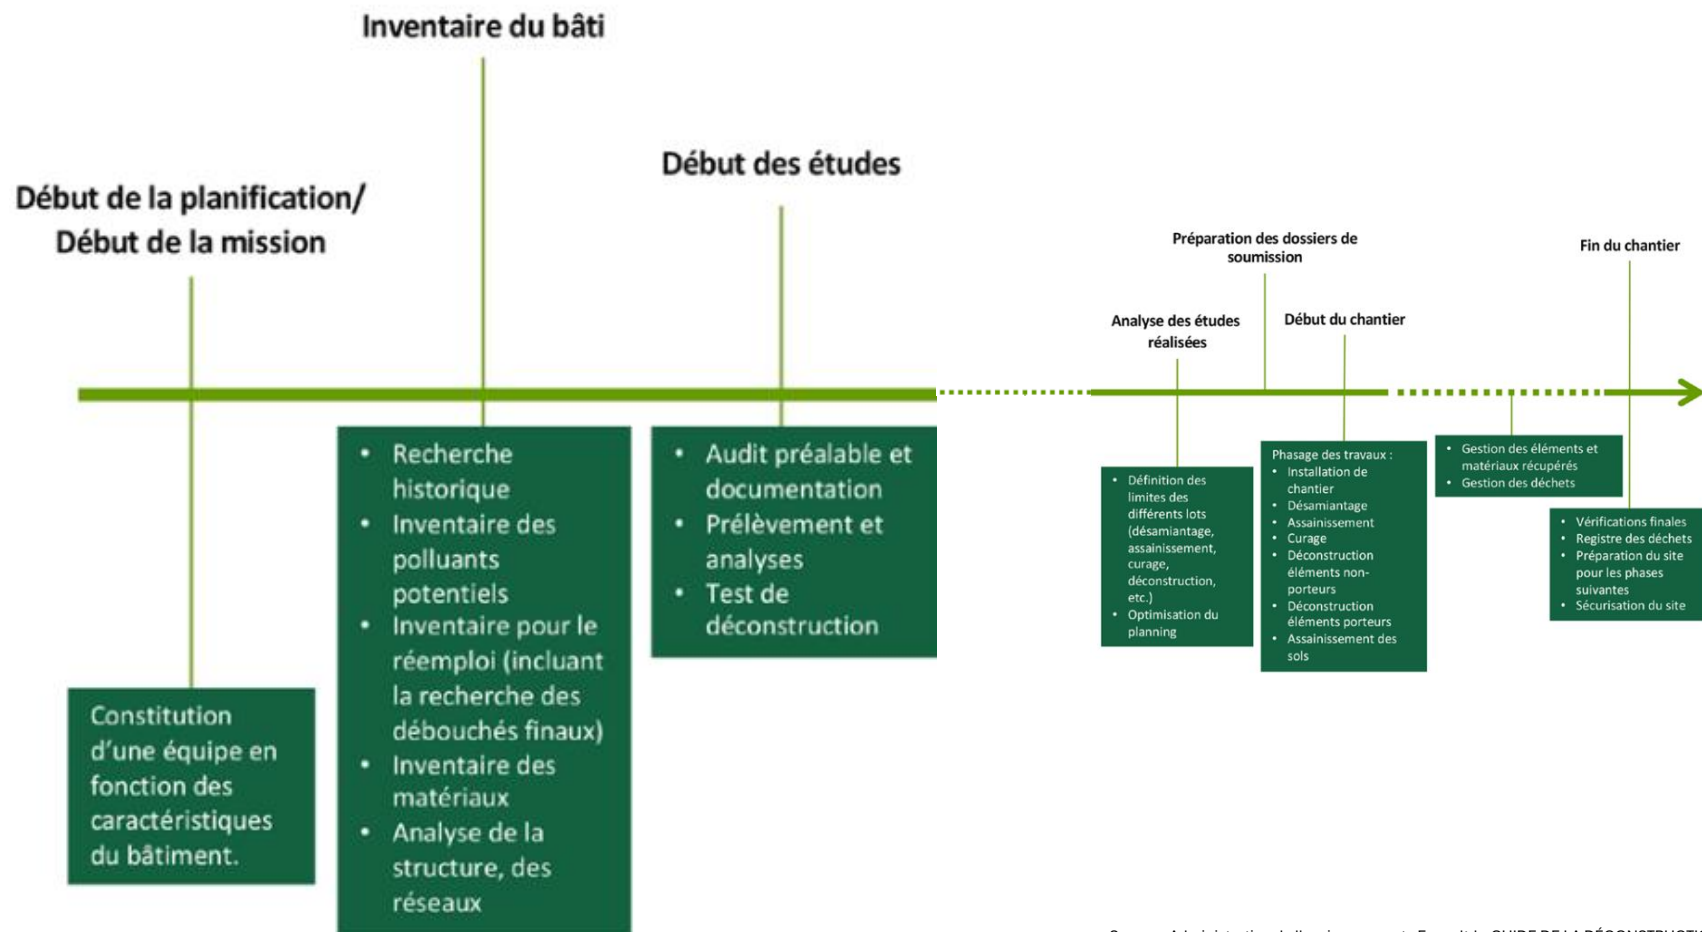 Inventaire du bâti
Début des études
Début de la planification/
Début de la mission
Préparation des dossiers de
soumission
Fin du chantier
Analyse des études
réalisées
Début du chantier
Constitution
d’une équipe en
fonction des
caractéristiques
du bâtiment.
• Recherche
historique
• Inventaire des
polluants
potentiels
• Inventaire pour le
réemploi (incluant
la recherche des
débouchés finaux)
• Inventaire des
matériaux
• Analyse de la
structure, des
réseaux
• Audit préalable et
documentation
• Prélèvement et
analyses
• Test de
déconstruction
• Définition des
limites des
différents lots
(désamiantage,
assainissement,
curage,
déconstruction,
etc.)
• Optimisation du
planning
Phasage des travaux :
• Installation de
chantier
• Désamiantage
• Assainissement
• Curage
• Déconstruction
éléments non-
porteurs
• Déconstruction
éléments porteurs
• Assainissement des
sols
• Gestion des éléments et
matériaux récupérés
• Gestion des déchets
• Vérifications finales
• Registre des déchets
• Préparation du site
pour les phases
suivantes
• Sécurisation du site